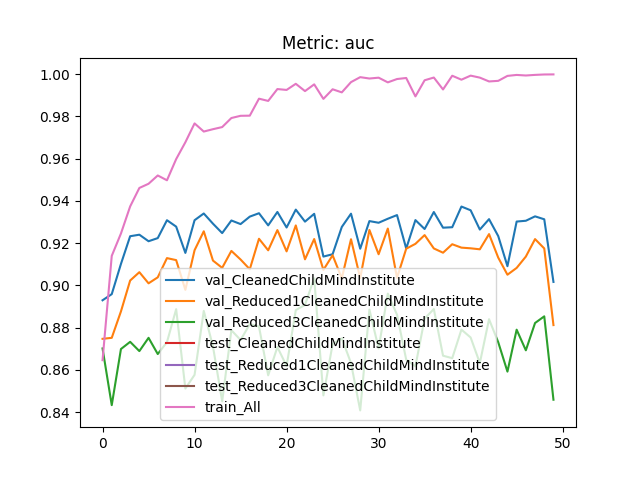 Metric: auc
1.00
0.98
0.96
0.94
0.92
0.90
0.88
0.86
0.84
val_CleanedChildMindInstitute
val_Reduced1CleanedChildMindInstitute
val_Reduced3CleanedChildMindInstitute
test_CleanedChildMindInstitute
test_Reduced1CleanedChildMindInstitute
test_Reduced3CleanedChildMindInstitute
train_All
0 10 20 30 40 50